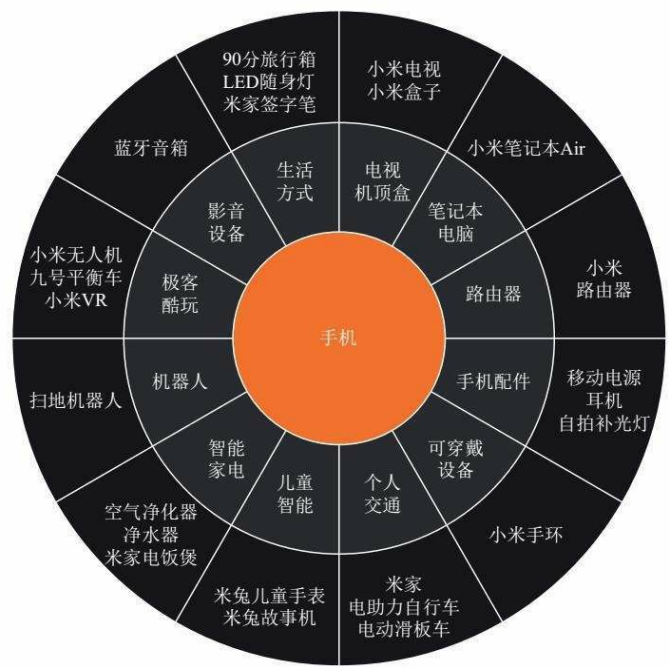 90分旅行箱
LED随身灯
米家签字笔
小米电视
小米盒子
蓝牙音箱
小米笔记本Air
生活
方式
电视
机顶盒
影音
设备
笔记本
电脑
小米无人机
九号平衡车
小米VR
极客
酷玩
路由器
小米
路由器
手机
扫地机器人
机器人
手机配件
移动电源
耳机
自拍补光灯
智能
家电
儿童
智能
个人
交通
可穿戴
设备
空气净化器
净水器
米家电饭煲
小米手环
米兔儿童手表
米兔故事机
米家
电助力自行车
电动滑板车